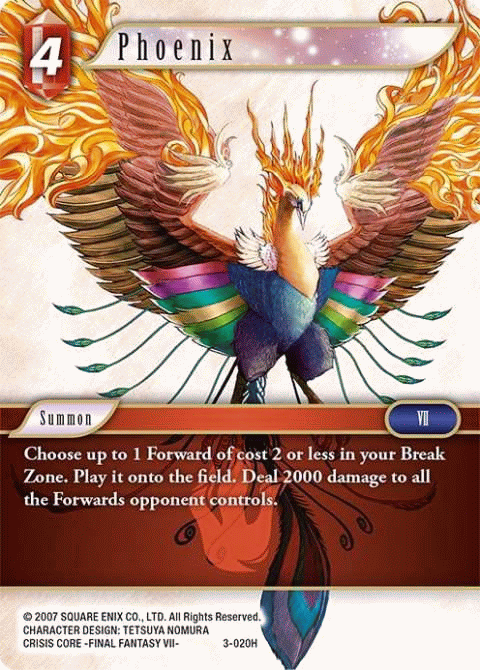 4
Phoenix
Summon
VII
Choose up to 1 Forward of cost 2 or less in your Break
Zone. Play it onto the field. Deal 2000 damage to all
the Forwards opponent controls.
© 2007 SQUARE ENIX CO., LTD. All Rights Reserved.
CHARACTER DESIGN: TETSUYA NOMURA
CRISIS CORE -FINAL FANTASY VII- 3-020H